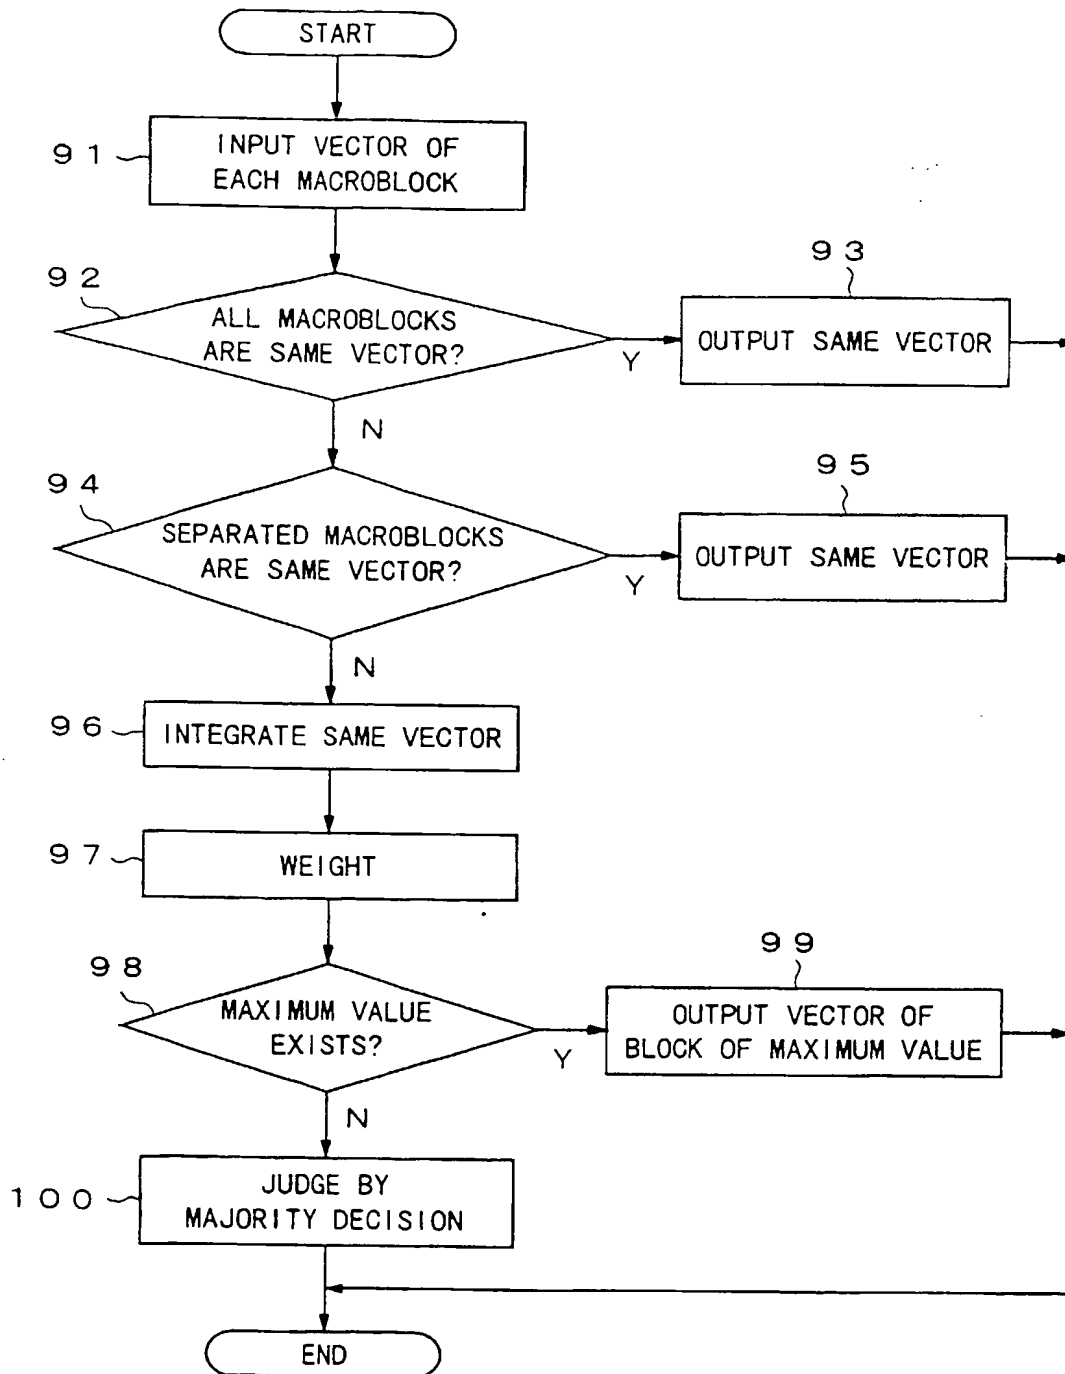 START
91
INPUT VECTOR OF
EACH MACROBLOCK
92
ALL MACROBLOCKS
ARE SAME VECTOR?
Y
93
OUTPUT SAME VECTOR
N
94
SEPARATED MACROBLOCKS
ARE SAME VECTOR?
Y
95
OUTPUT SAME VECTOR
N
96
INTEGRATE SAME VECTOR
97
WEIGHT
98
MAXIMUM VALUE
EXISTS?
Y
99
OUTPUT VECTOR OF
BLOCK OF MAXIMUM VALUE
N
100
JUDGE BY
MAJORITY DECISION
END